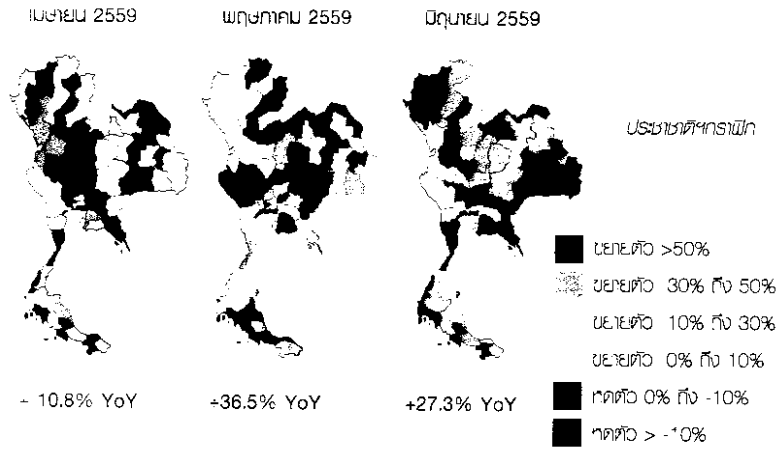 เมษายน 2559
พฤษภาคม 2559
มิถุนายน 2559
ประชาชาติฯกราฟิก
ขยายตัว >50%
ขยายตัว 30% ถึง 50%
ขยายตัว 10% ถึง 30%
ขยายตัว 0% ถึง 10%
หดตัว 0% ถึง -10%
หดตัว > -10%
+ 10.8% YoY
+36.5% YoY
+27.3% YoY